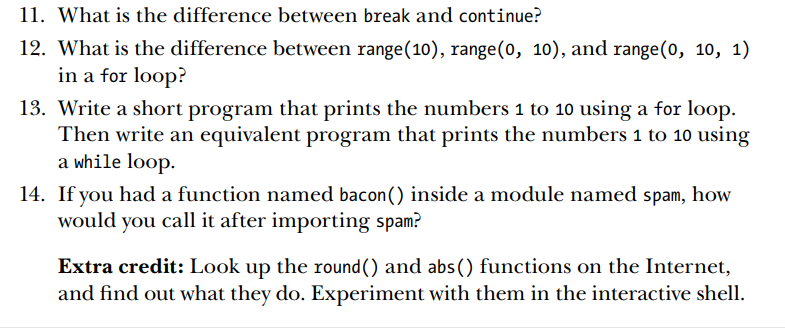 11. What is the difference between break and continue?
12. What is the difference between range(10), range(0, 10), and range(0, 10, 1)
in a for loop?
13. Write a short program that prints the numbers 1 to 10 using a for loop.
Then write an equivalent program that prints the numbers 1 to 10 using
a while loop.
14. If you had a function named bacon() inside a module named spam, how
would you call it after importing spam?
Extra credit: Look up the round() and abs() functions on the Internet,
and find out what they do. Experiment with them in the interactive shell.